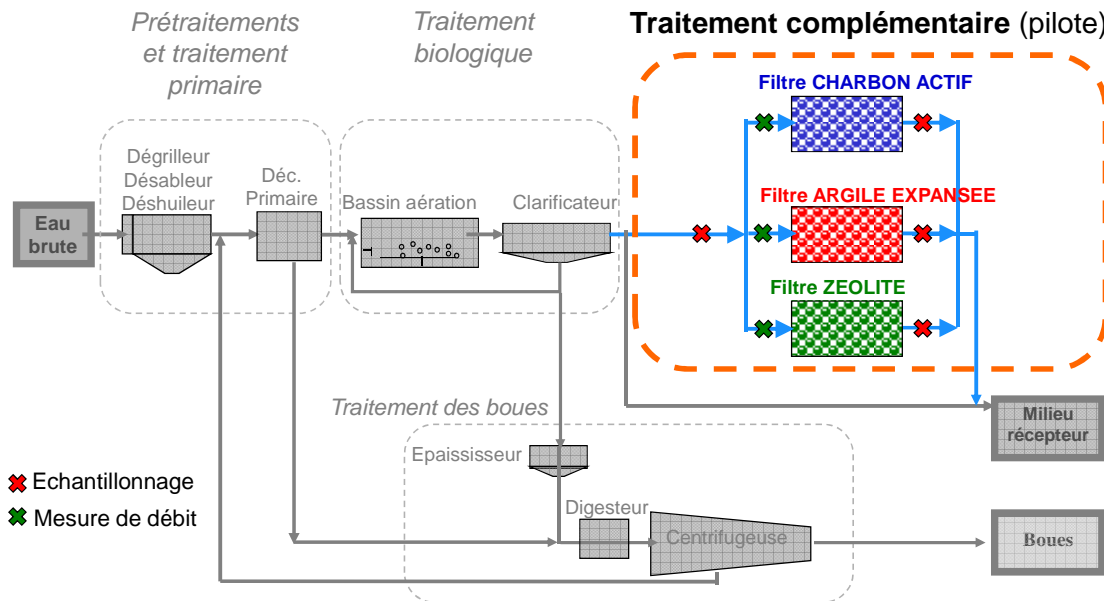 Prétraitements
et traitement
primaire
Traitement
biologique
Traitement complémentaire (pilote)
Filtre CHARBON ACTIF
Dégrilleur
Désableur
Déshuileur
Déc.
Primaire
Bassin aération
Clarificateur
Filtre ARGILE EXPANSEE
Eau
brute
Filtre ZEOLITE
Traitement des boues
Milieu
récepteur
Epaississeur
Echantillonnage
Mesure de débit
Digesteur
Centrifugeuse
Boues